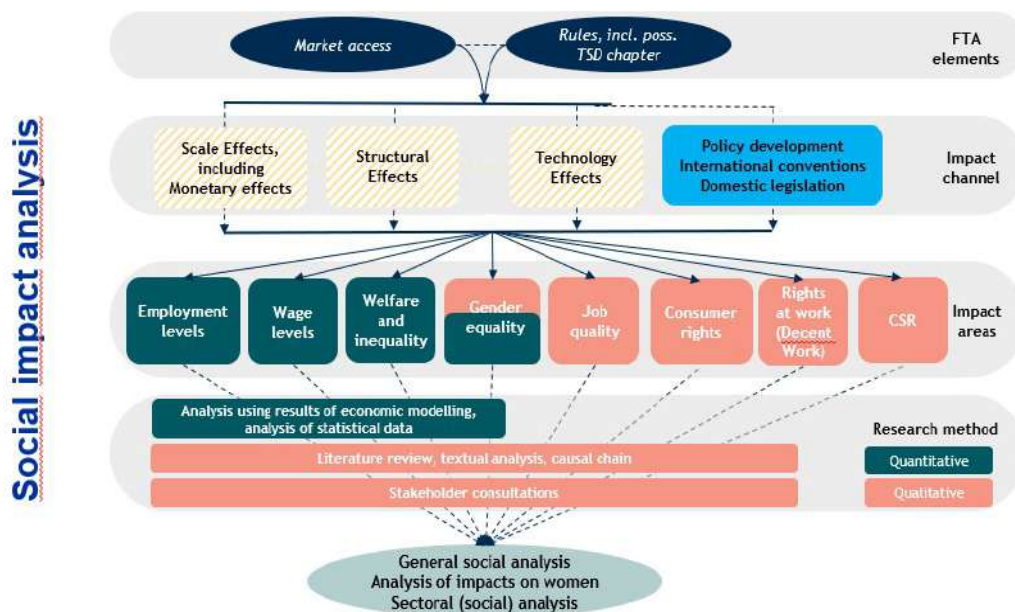 Social impact analysis
Market access
Rules, incl. poss.
TSD chapter
FTA
elements
Scale Effects,
including
Monetary effects
Structural
Effects
Technology
Effects
Policy development
International conventions
Domestic legislation
Impact
channel
Employment
levels
Wage
levels
Welfare
and
inequality
Gender
equality
Job
quality
Consumer
rights
Rights
at work
(Decent
Work)
CSR
Impact
areas
Analysis using results of economic modelling,
analysis of statistical data
Literature review, textual analysis, causal chain
Stakeholder consultations
Research method
Quantitative
Qualitative
General social analysis
Analysis of impacts on women
Sectoral (social) analysis